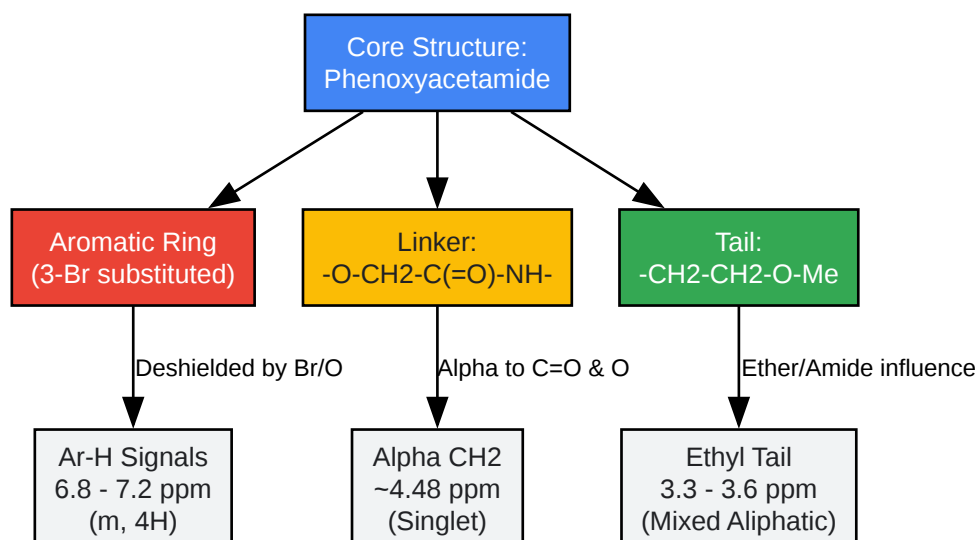 Core Structure:
Phenoxyacetamide
Aromatic Ring
(3-Br substituted)
Linker:
-O-CH2-C(=O)-NH-
Tail:
-CH2-CH2-O-Me
Deshielded by Br/O
Alpha to C=O & O
Ether/Amide influence
Ar-H Signals
6.8 - 7.2 ppm
(m, 4H)
Alpha CH2
~4.48 ppm
(Singlet)
Ethyl Tail
3.3 - 3.6 ppm
(Mixed Aliphatic)